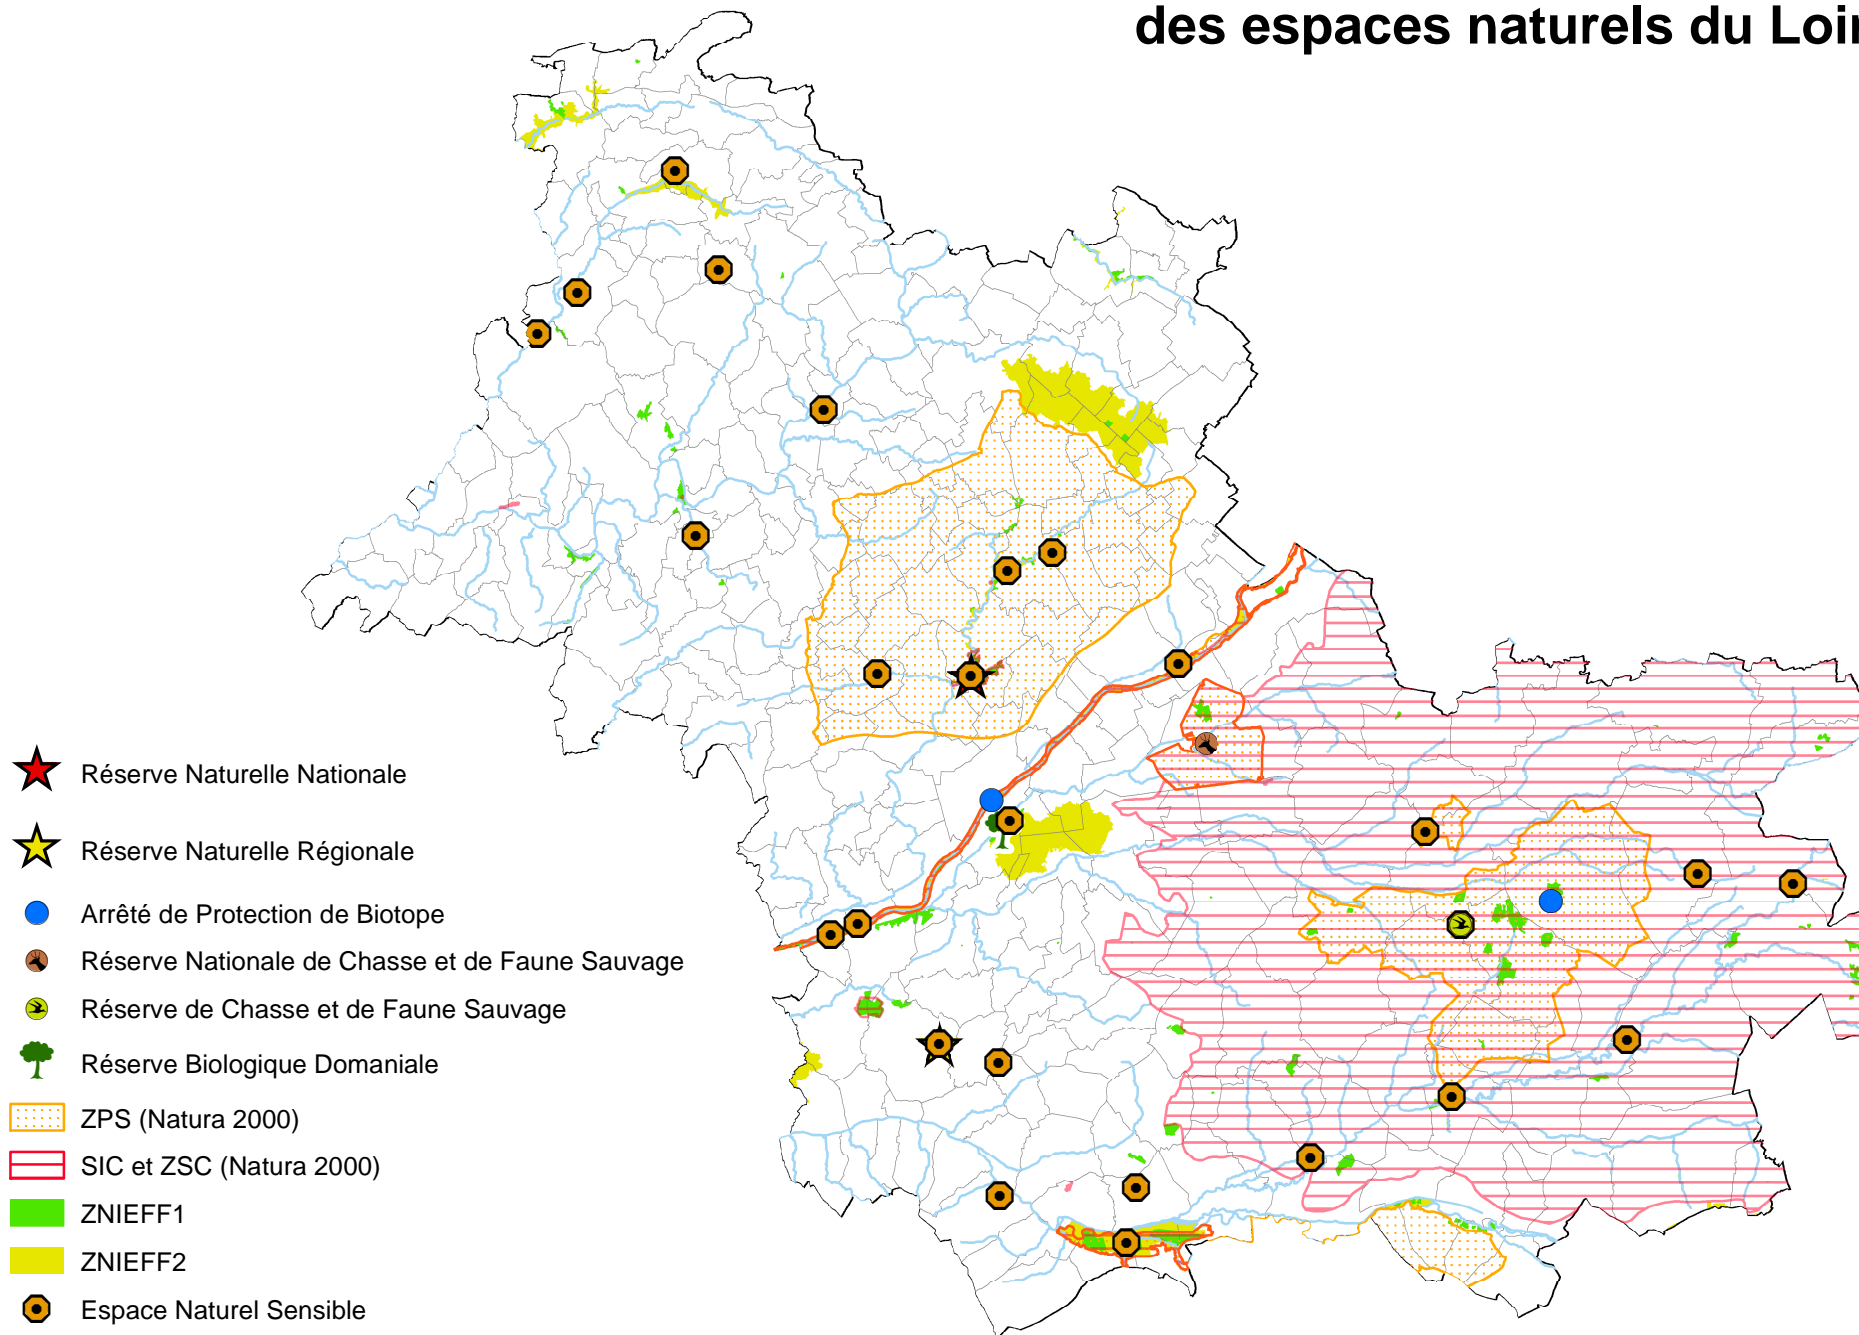 des espaces naturels du Loi
Réserve Naturelle Nationale
Réserve Naturelle Régionale
Arrêté de Protection de Biotope
Réserve Nationale de Chasse et de Faune Sauvage
Réserve de Chasse et de Faune Sauvage
Réserve Biologique Domaniale
ZPS (Natura 2000)
SIC et ZSC (Natura 2000)
ZNIEFF1
ZNIEFF2
Espace Naturel Sensible